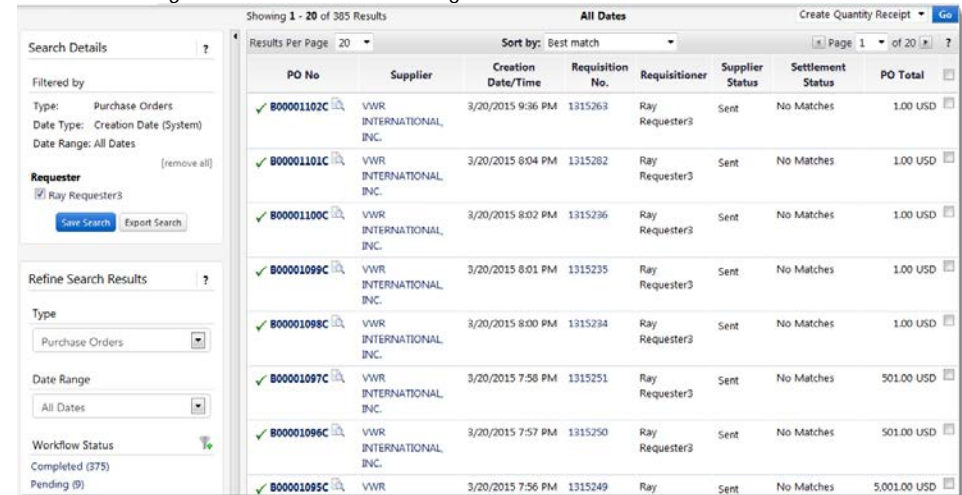 Showing 1 - 20 of 385 Results All Dates Create Quantity Receipt Go
Search Details ?
Filtered by
Type: Purchase Orders
Date Type: Creation Date (System)
Date Range: All Dates
[remove all]
Requester
Ray Requester3
Save Search Export Search
Refine Search Results ?
Type
Purchase Orders
Date Range
All Dates
Workflow Status
Completed (375)
Pending (9)
Results Per Page 20 Sort by: Best match Page 1 of 20 ?
PO No Supplier Creation Date/Time Requisition No. Requisitioner Supplier Status Settlement Status PO Total
B00001102C VWR 3/20/2015 9:36 PM 1315263 Ray Sent No Matches 1.00 USD
INTERNATIONAL, Requester3
INC.
B00001101C VWR 3/20/2015 8:04 PM 1315282 Ray Sent No Matches 1.00 USD
INTERNATIONAL, Requester3
INC.
B00001100C VWR 3/20/2015 8:02 PM 1315236 Ray Sent No Matches 1.00 USD
INTERNATIONAL, Requester3
INC.
B00001099C VWR 3/20/2015 8:01 PM 1315235 Ray Sent No Matches 1.00 USD
INTERNATIONAL, Requester3
INC.
B00001098C VWR 3/20/2015 8:00 PM 1315234 Ray Sent No Matches 1.00 USD
INTERNATIONAL, Requester3
INC.
B00001097C VWR 3/20/2015 7:58 PM 1315251 Ray Sent No Matches 501.00 USD
INTERNATIONAL, Requester3
INC.
B00001096C VWR 3/20/2015 7:57 PM 1315250 Ray Sent No Matches 501.00 USD
INTERNATIONAL, Requester3
INC.
B00001095C VWR 3/20/2015 7:56 PM 1315249 Ray Sent No Matches 5,001.00 USD